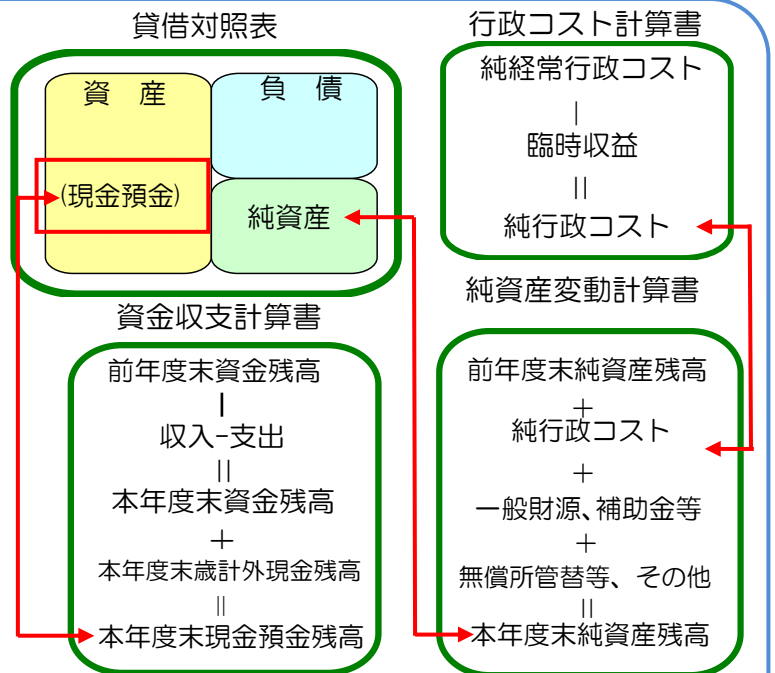 貸借対照表
資 産
負 債
(現金預金)
純資産
行政コスト計算書
純経常行政コスト
|
臨時収益
||
純行政コスト
資金収支計算書
前年度末資金残高
|
収入-支出
||
本年度末資金残高
+
本年度末歳計外現金残高
||
本年度末現金預金残高
純資産変動計算書
前年度末純資産残高
+
純行政コスト
+
一般財源、補助金等
+
無償所管替等、その他
||
本年度末純資産残高